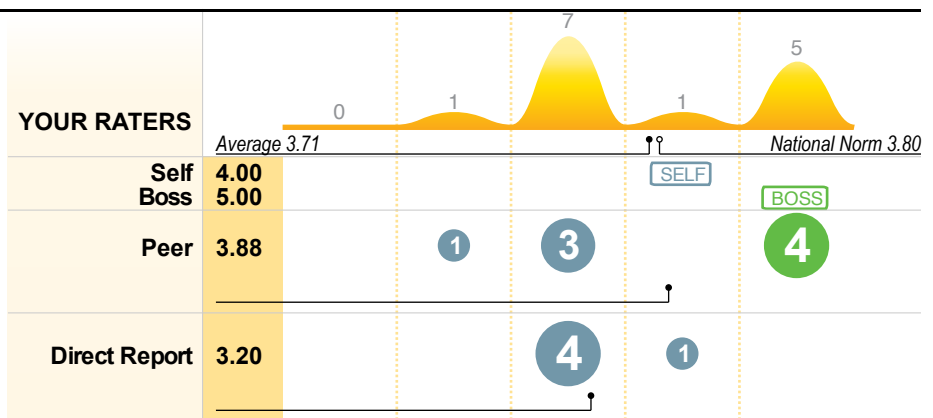 7
5
0 1 1
YOUR RATERS
Average 3.71 National Norm 3.80
Self 4.00 SELF
Boss 5.00 BOSS
Peer 3.88 1 3 4
Direct Report 3.20 4 1